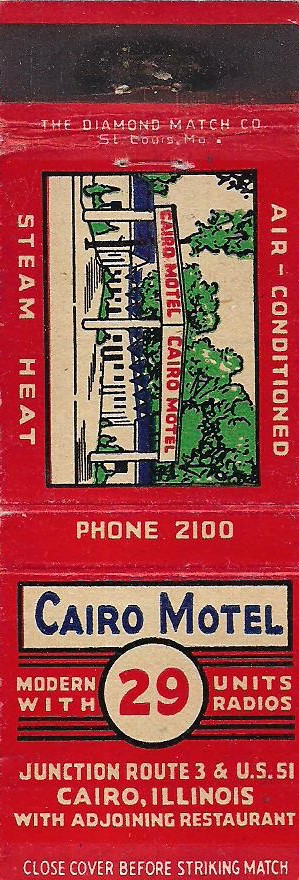 THE DIAMOND MATCH CO.
St. Louis, Mo.
STEAM HEAT
CAIRO MOTEL
CAIRO MOTEL
AIR-CONDITIONED
PHONE 2100
CAIRO MOTEL
MODERN 29 UNITS
WITH RADIOS
JUNCTION ROUTE 3 & U.S. 51
CAIRO, ILLINOIS
WITH ADJOINING RESTAURANT
CLOSE COVER BEFORE STRIKING MATCH